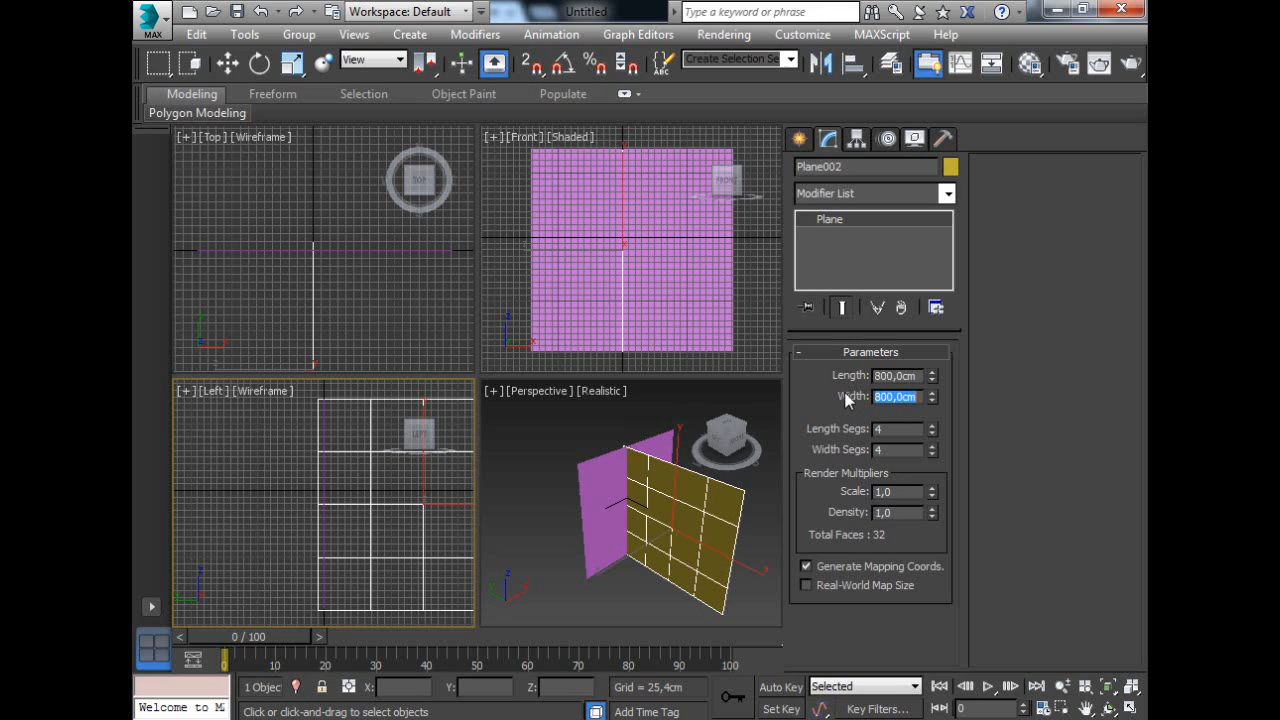 MAX
Workspace: Default
Untitled
Type a keyword or phrase
Edit Tools Group Views Create Modifiers Animation Graph Editors Rendering Customize MAXScript Help
View
Create Selection Se
Modeling Freeform Selection Object Paint Populate
Polygon Modeling
[+] [Top] [Wireframe]
TOP
[+] [Front] [Shaded]
FRONT
Plane002
Modifier List
Plane
[+] [Left] [Wireframe]
LEFT
[+] [Perspective] [Realistic]
Parameters
Length: 800,0cm
Width: 800,0cm
Length Segs: 4
Width Segs: 4
Render Multipliers
Scale: 1,0
Density: 1,0
Total Faces : 32
Generate Mapping Coords.
Real-World Map Size
0 / 100
0 10 20 30 40 50 60 70 80 90 100
1 Objec X: Y: Z: Grid = 25,4cm Auto Key Selected
Welcome to M
Click or click-and-drag to select objects Add Time Tag Set Key Key Filters... 0